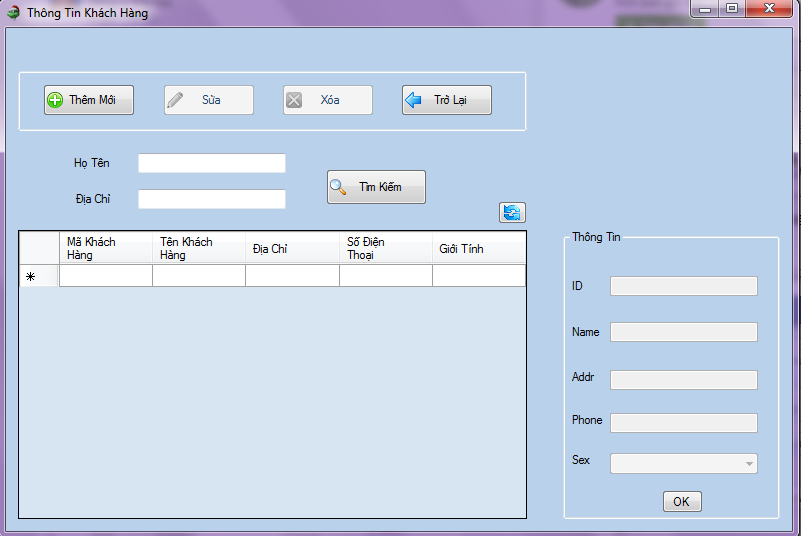 Thông Tin Khách Hàng
Thêm Mới
Sửa
Xóa
Trở Lại
Họ Tên
Địa Chỉ
Tìm Kiếm
Mã Khách
Hàng
Tên Khách
Hàng
Địa Chỉ
Số Điện
Thoại
Giới Tính
Thông Tin
ID
Name
Addr
Phone
Sex
OK